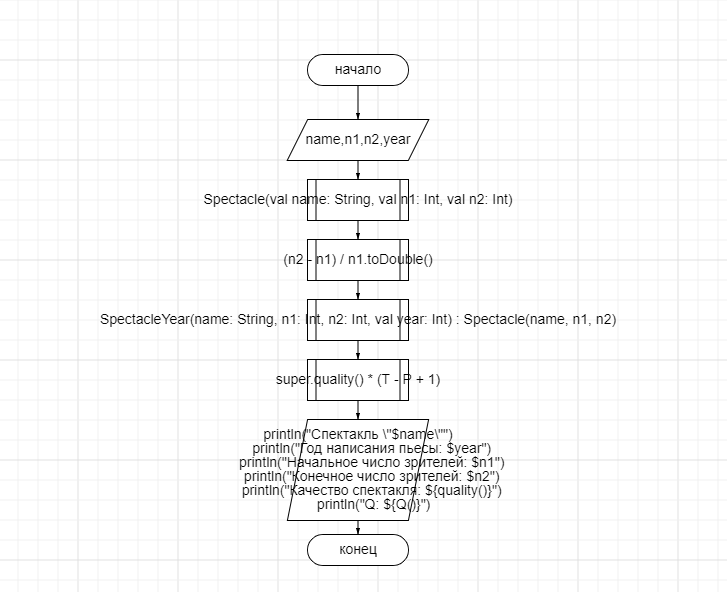 начало
name,n1,n2,year
Spectacle(val name: String, val n1: Int, val n2: Int)
(n2 - n1) / n1.toDouble()
SpectacleYear(name: String, n1: Int, n2: Int, val year: Int) : Spectacle(name, n1, n2)
super.quality() * (T - P + 1)
println("Спектакль \"$name\"")
println("Год написания пьесы: $year")
println("Начальное число зрителей: $n1")
println("Конечное число зрителей: $n2")
println("Качество спектакля: ${quality()}")
println("Q: ${Q()}")
конец